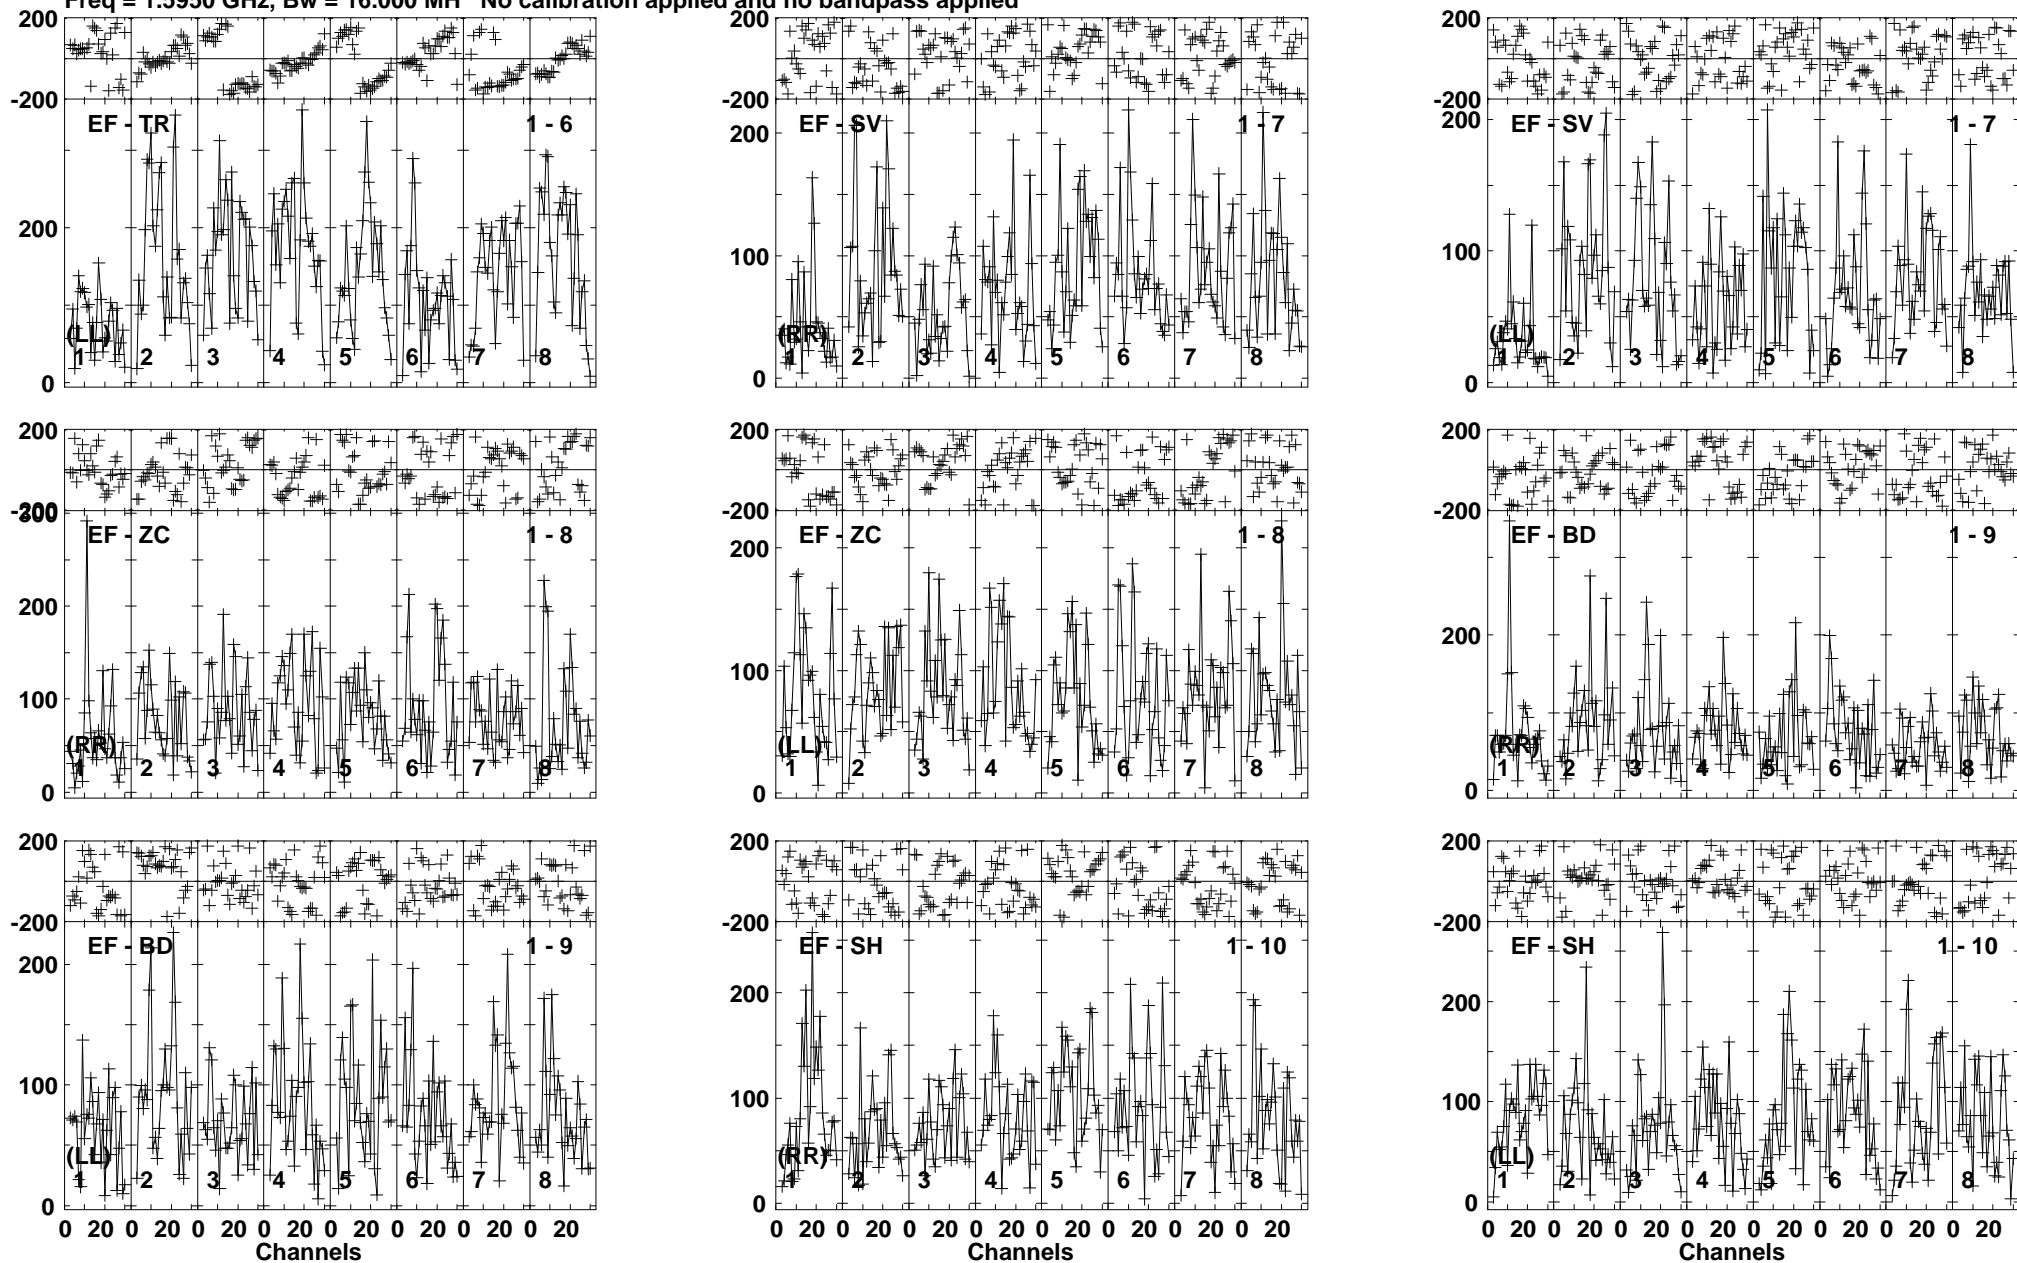 Freq = 1.5950 GHz, Bw = 16.000 MH   No calibration applied and no bandpass applied
200 200 200
-200 -200 -200
EF - TR 1 - 6 EF - SV 1 - 7 EF - SV 1 - 7
200 200 200
100 100
(LL) (RR) (LL)
1 2 3 4 5 6 7 8 1 2 3 4 5 6 7 8 1 2 3 4 5 6 7 8
0 0 0
200 200 200
-200 -200 -200
300
EF - ZC 1 - 8 EF - ZC 1 - 8 EF - BD 1 - 9
200 200 200
100 100
(RR) (LL) (RR)
1 2 3 4 5 6 7 8 1 2 3 4 5 6 7 8 1 2 3 4 5 6 7 8
0 0 0
200 200 200
-200 -200 -200
EF - BD 1 - 9 EF - SH 1 - 10 EF - SH 1 - 10
200 200 200
100 100 100
(LL) (RR) (LL)
1 2 3 4 5 6 7 8 1 2 3 4 5 6 7 8 1 2 3 4 5 6 7 8
0 0 0
0 20 0 20 0 20 0 20 0 20 0 20 0 20 0 20 0 20 0 20 0 20 0 20 0 20 0 20 0 20 0 20 0 20 0 20 0 20 0 20 0 20 0 20 0 20 0 20
Channels Channels Channels